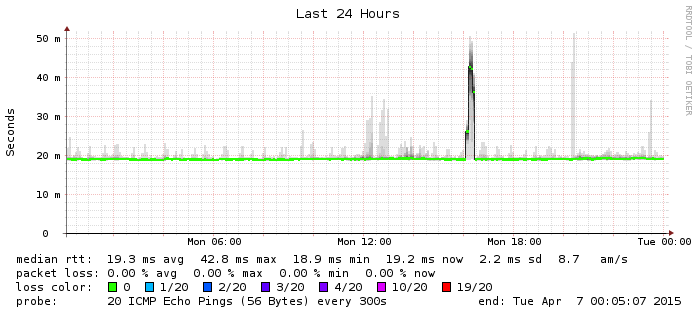 Last 24 Hours
RRDTOOL / TOBI OETIKER
Seconds
50 m
40 m
30 m
20 m
10 m
0
Mon 06:00 Mon 12:00 Mon 18:00 Tue 00:00
median rtt: 19.3 ms avg 42.8 ms max 18.9 ms min 19.2 ms now 2.2 ms sd 8.7 am/s
packet loss: 0.00 % avg 0.00 % max 0.00 % min 0.00 % now
loss color: 0 1/20 2/20 3/20 4/20 10/20 19/20
probe: 20 ICMP Echo Pings (56 Bytes) every 300s end: Tue Apr 7 00:05:07 2015